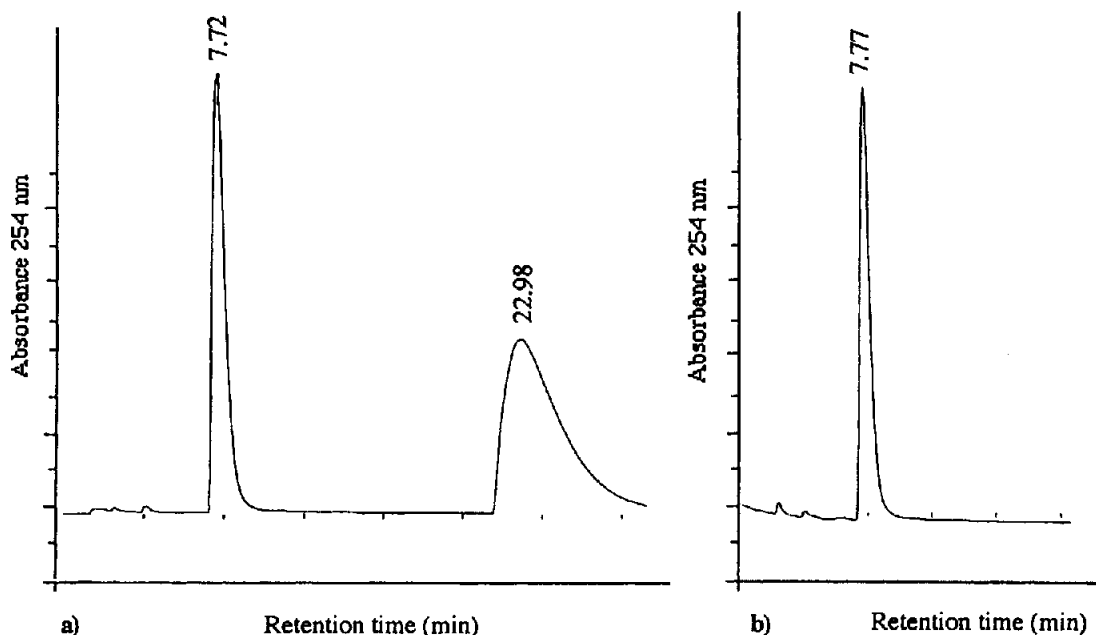 7.72
22.98
Absorbance 254 nm
a)
Retention time (min)
7.77
Absorbance 254 nm
b)
Retention time (min)